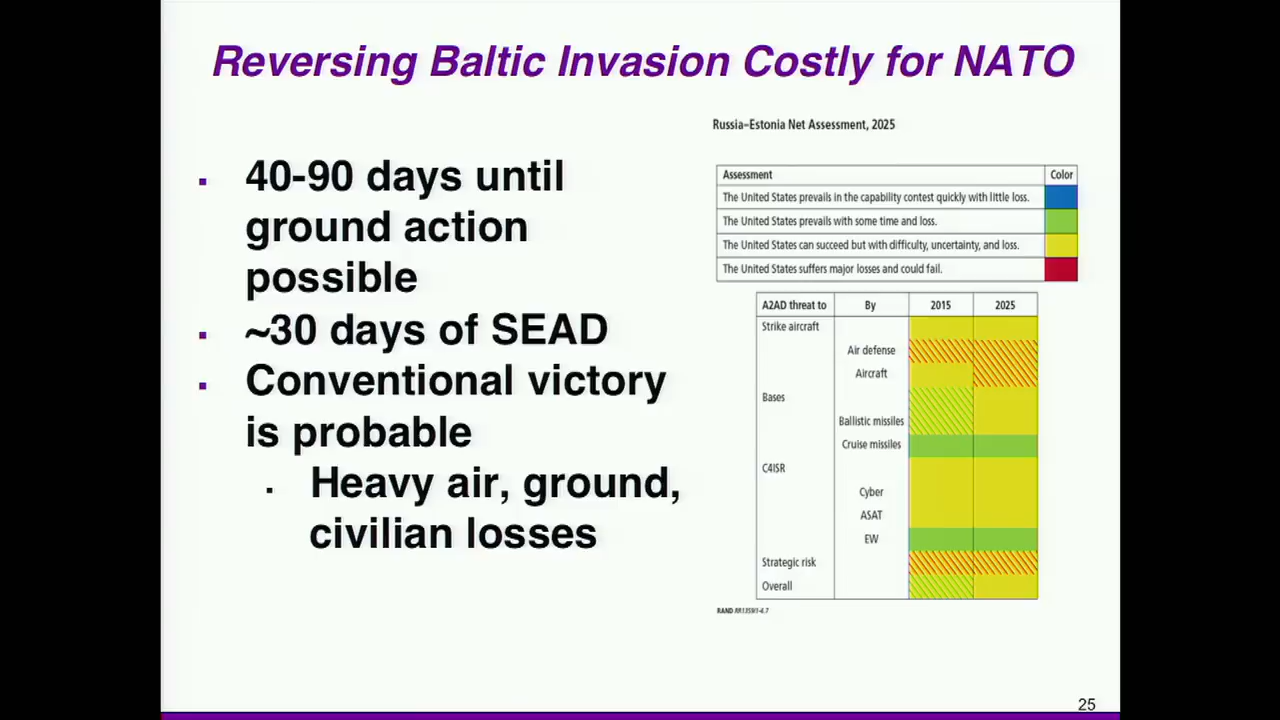 Reversing Baltic Invasion Costly for NATO
40-90 days until
ground action
possible
~30 days of SEAD
Conventional victory
is probable
Heavy air, ground,
civilian losses
Russia–Estonia Net Assessment, 2025
Assessment Color
The United States prevails in the capability contest quickly with little loss.
The United States prevails with some time and loss.
The United States can succeed but with difficulty, uncertainty, and loss.
The United States suffers major losses and could fail.
A2AD threat to By 2015 2025
Strike aircraft
Air defense
Aircraft
Bases
Ballistic missiles
Cruise missiles
C4ISR
Cyber
ASAT
EW
Strategic risk
Overall
RAND RR1359/1-4.7
25